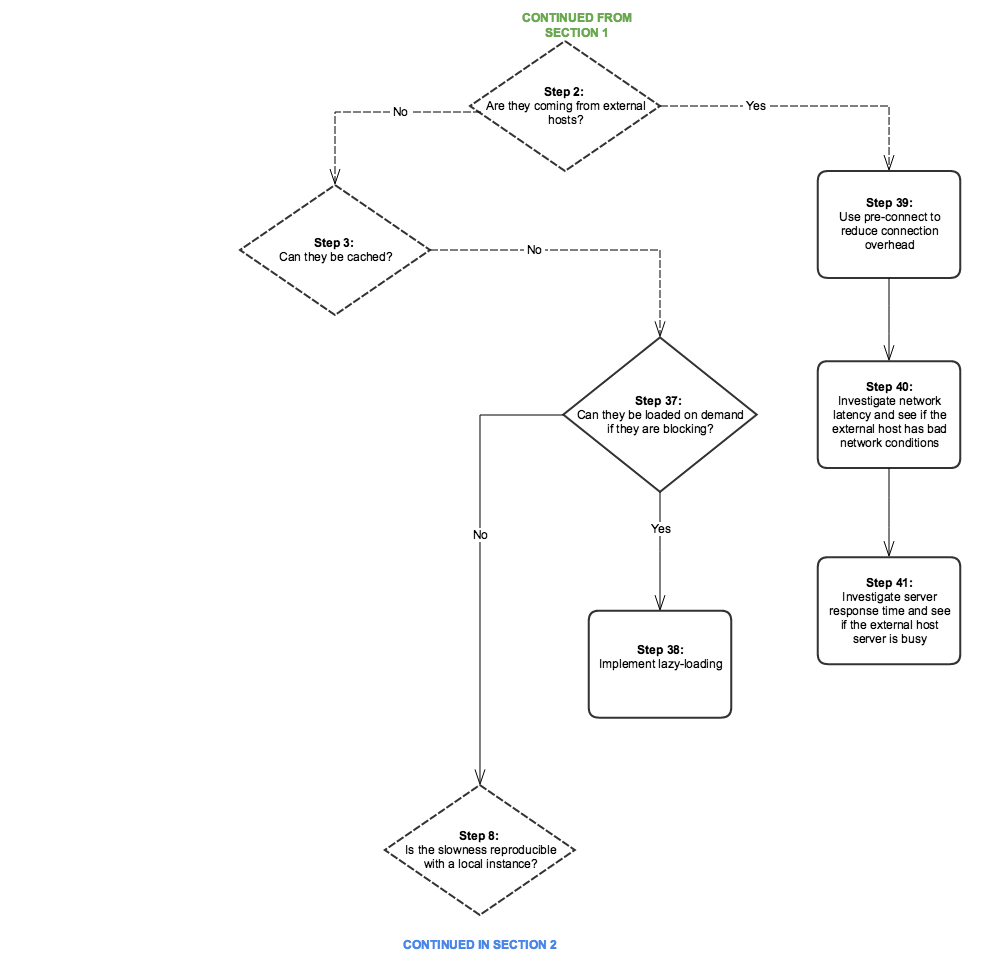 CONTINUED FROM
SECTION 1
Step 2:
Are they coming from external
hosts?
No
Yes
Step 3:
Can they be cached?
No
Step 39:
Use pre-connect to
reduce connection
overhead
Step 37:
Can they be loaded on demand
if they are blocking?
Step 40:
Investigate network
latency and see if the
external host has bad
network conditions
No
Yes
Step 41:
Investigate server
response time and see
if the external host
server is busy
Step 38:
Implement lazy-loading
Step 8:
Is the slowness reproducible
with a local instance?
CONTINUED IN SECTION 2